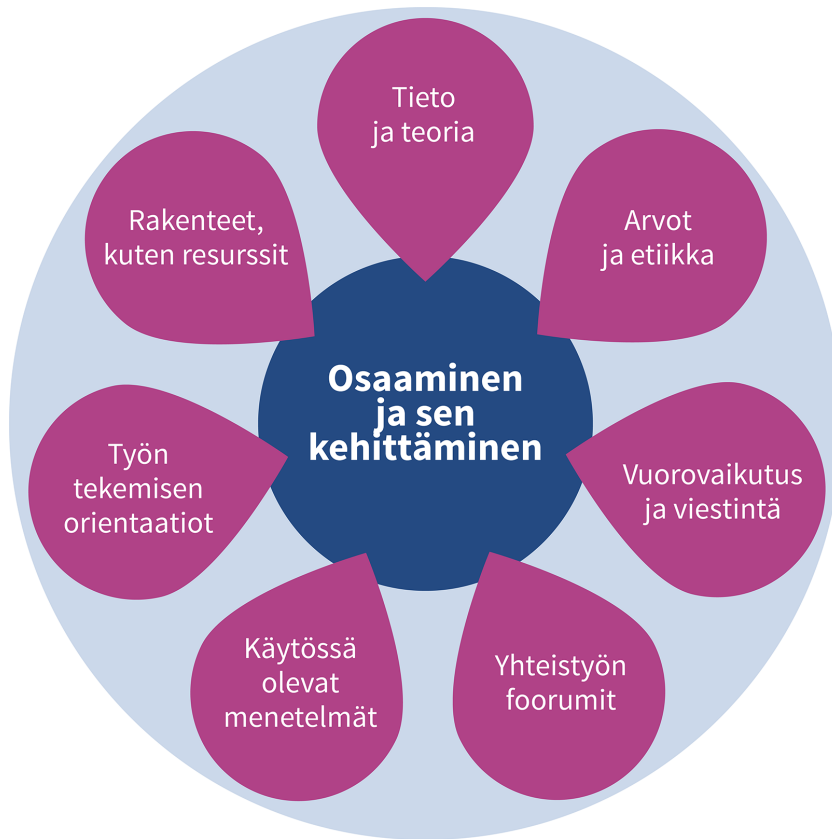 Tieto
ja teoria
Arvot
ja etiikka
Vuorovaikutus
ja viestintä
Yhteistyön
foorumit
Käytössä
olevat
menetelmät
Työn
tekemisen
orientaatiot
Rakenteet,
kuten resurssit
Osaaminen
ja sen
kehittäminen